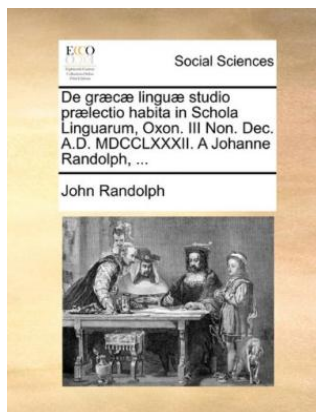 ECCO
Social Sciences
De græcæ linguæ studio
prælectio habita in Schola
Linguarum, Oxon. III Non. Dec.
A.D. MDCCLXXXII. A Johanne
Randolph, ...
John Randolph